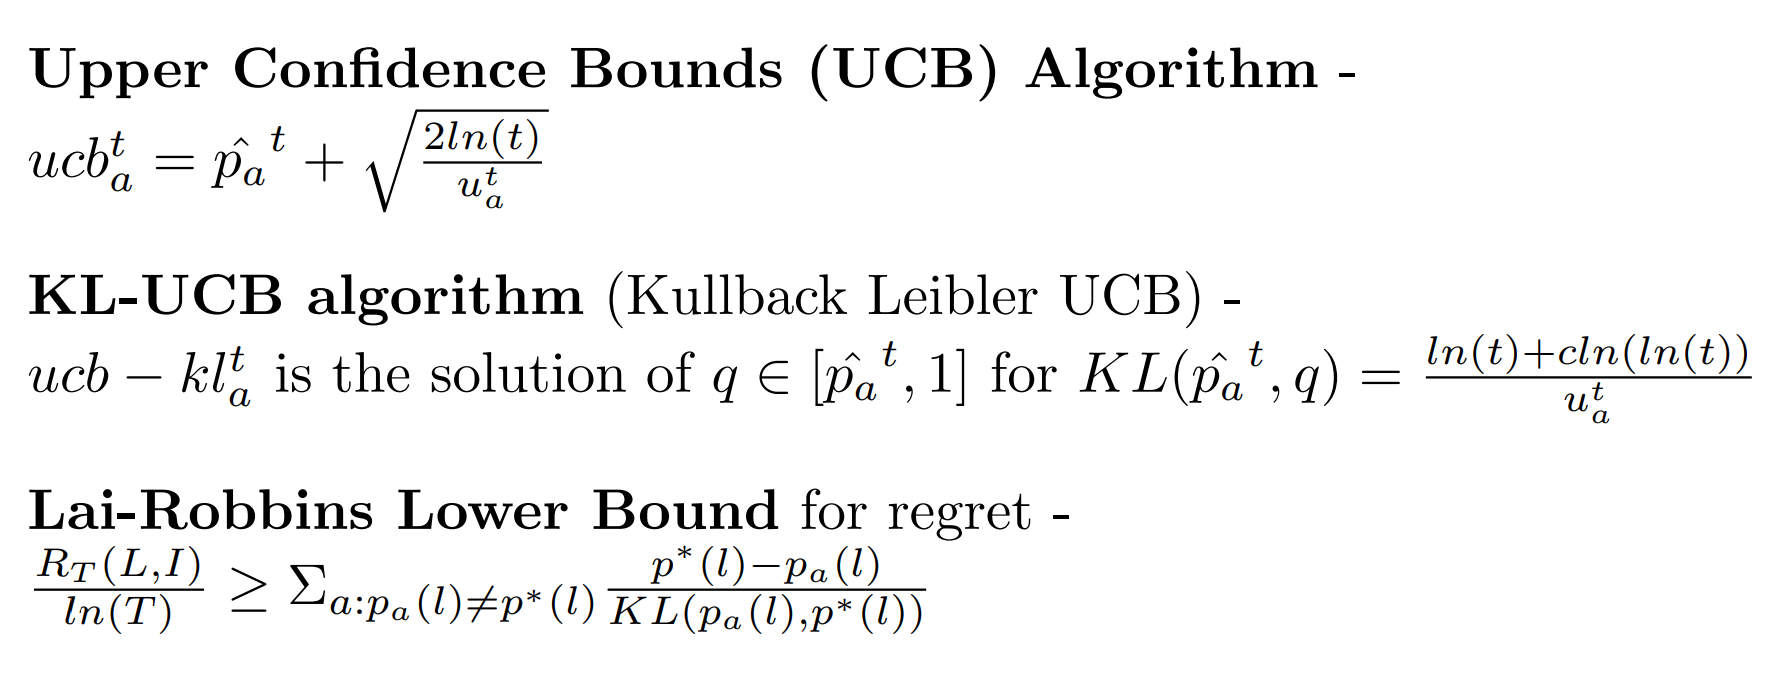 Upper Confidence Bounds (UCB) Algorithm -
$ucb_a^t = \hat{p_a}^t + \sqrt{\frac{2ln(t)}{u_a^t}}$
KL-UCB algorithm (Kullback Leibler UCB) -
$ucb - kl_a^t$ is the solution of $q \in [\hat{p_a}^t, 1]$ for $KL(\hat{p_a}^t, q) = \frac{ln(t)+cln(ln(t))}{u_a^t}$
Lai-Robbins Lower Bound for regret -
$\frac{R_T(L,I)}{ln(T)} \geq \Sigma_{a:p_a(l) \neq p^*(l)} \frac{p^*(l)-p_a(l)}{KL(p_a(l),p^*(l))}$